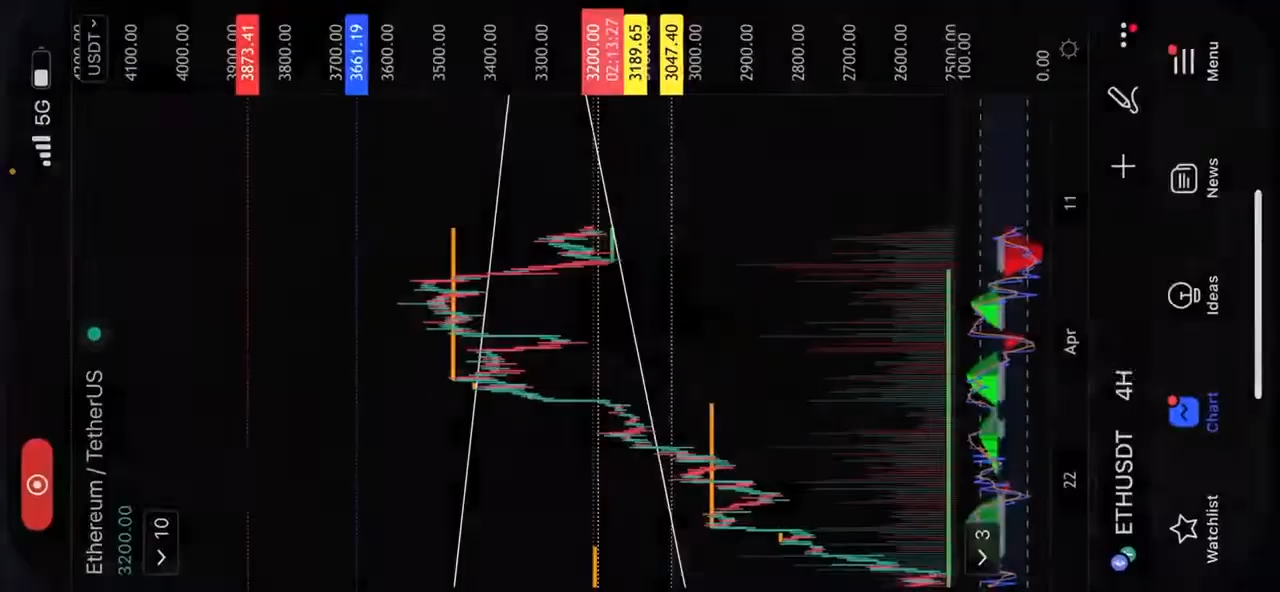 5G
Ethereum / TetherUS
3200.00
10
USDT
4100.00
4000.00
3873.41
3800.00
3700.00
3661.19
3600.00
3500.00
3400.00
3300.00
3200.00
02:13:27
3189.65
3047.40
3000.00
2900.00
2800.00
2700.00
2600.00
2500.00
100.00
0.00
3
22
Apr
11
ETHUSDT
4H
Watchlist
Chart
Ideas
News
Menu